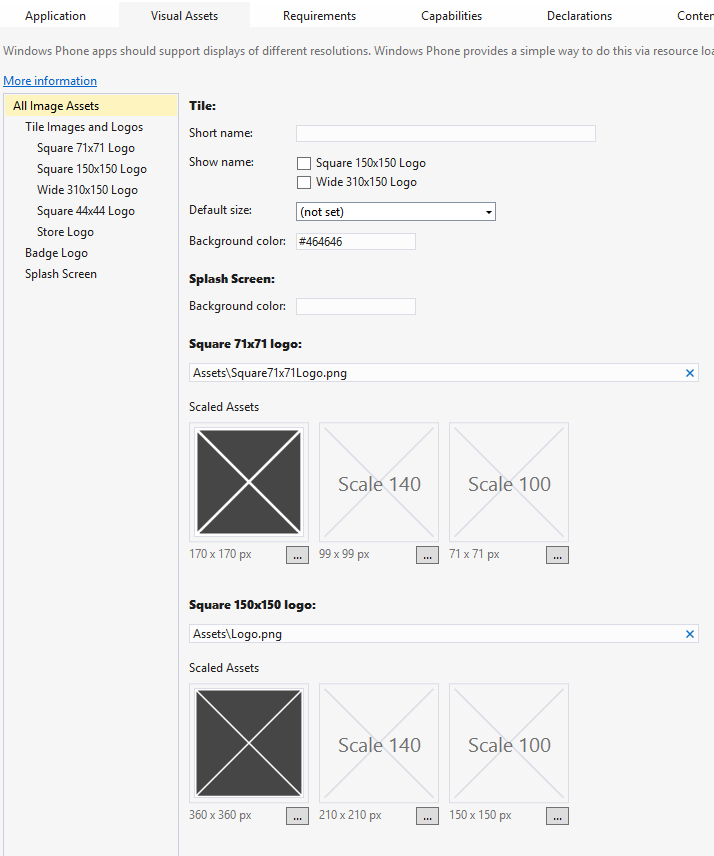 Application Visual Assets Requirements Capabilities Declarations Conten
Windows Phone apps should support displays of different resolutions. Windows Phone provides a simple way to do this via resource loa
More information
All Image Assets
Tile Images and Logos
Square 71x71 Logo
Square 150x150 Logo
Wide 310x150 Logo
Square 44x44 Logo
Store Logo
Badge Logo
Splash Screen
Tile:
Short name:
Show name: Square 150x150 Logo
Wide 310x150 Logo
Default size: (not set)
Background color: #464646
Splash Screen:
Background color:
Square 71x71 logo:
Assets\Square71x71Logo.png
Scaled Assets
Scale 140 Scale 100
170 x 170 px ... 99 x 99 px ... 71 x 71 px ...
Square 150x150 logo:
Assets\Logo.png
Scaled Assets
Scale 140 Scale 100
360 x 360 px ... 210 x 210 px ... 150 x 150 px ...